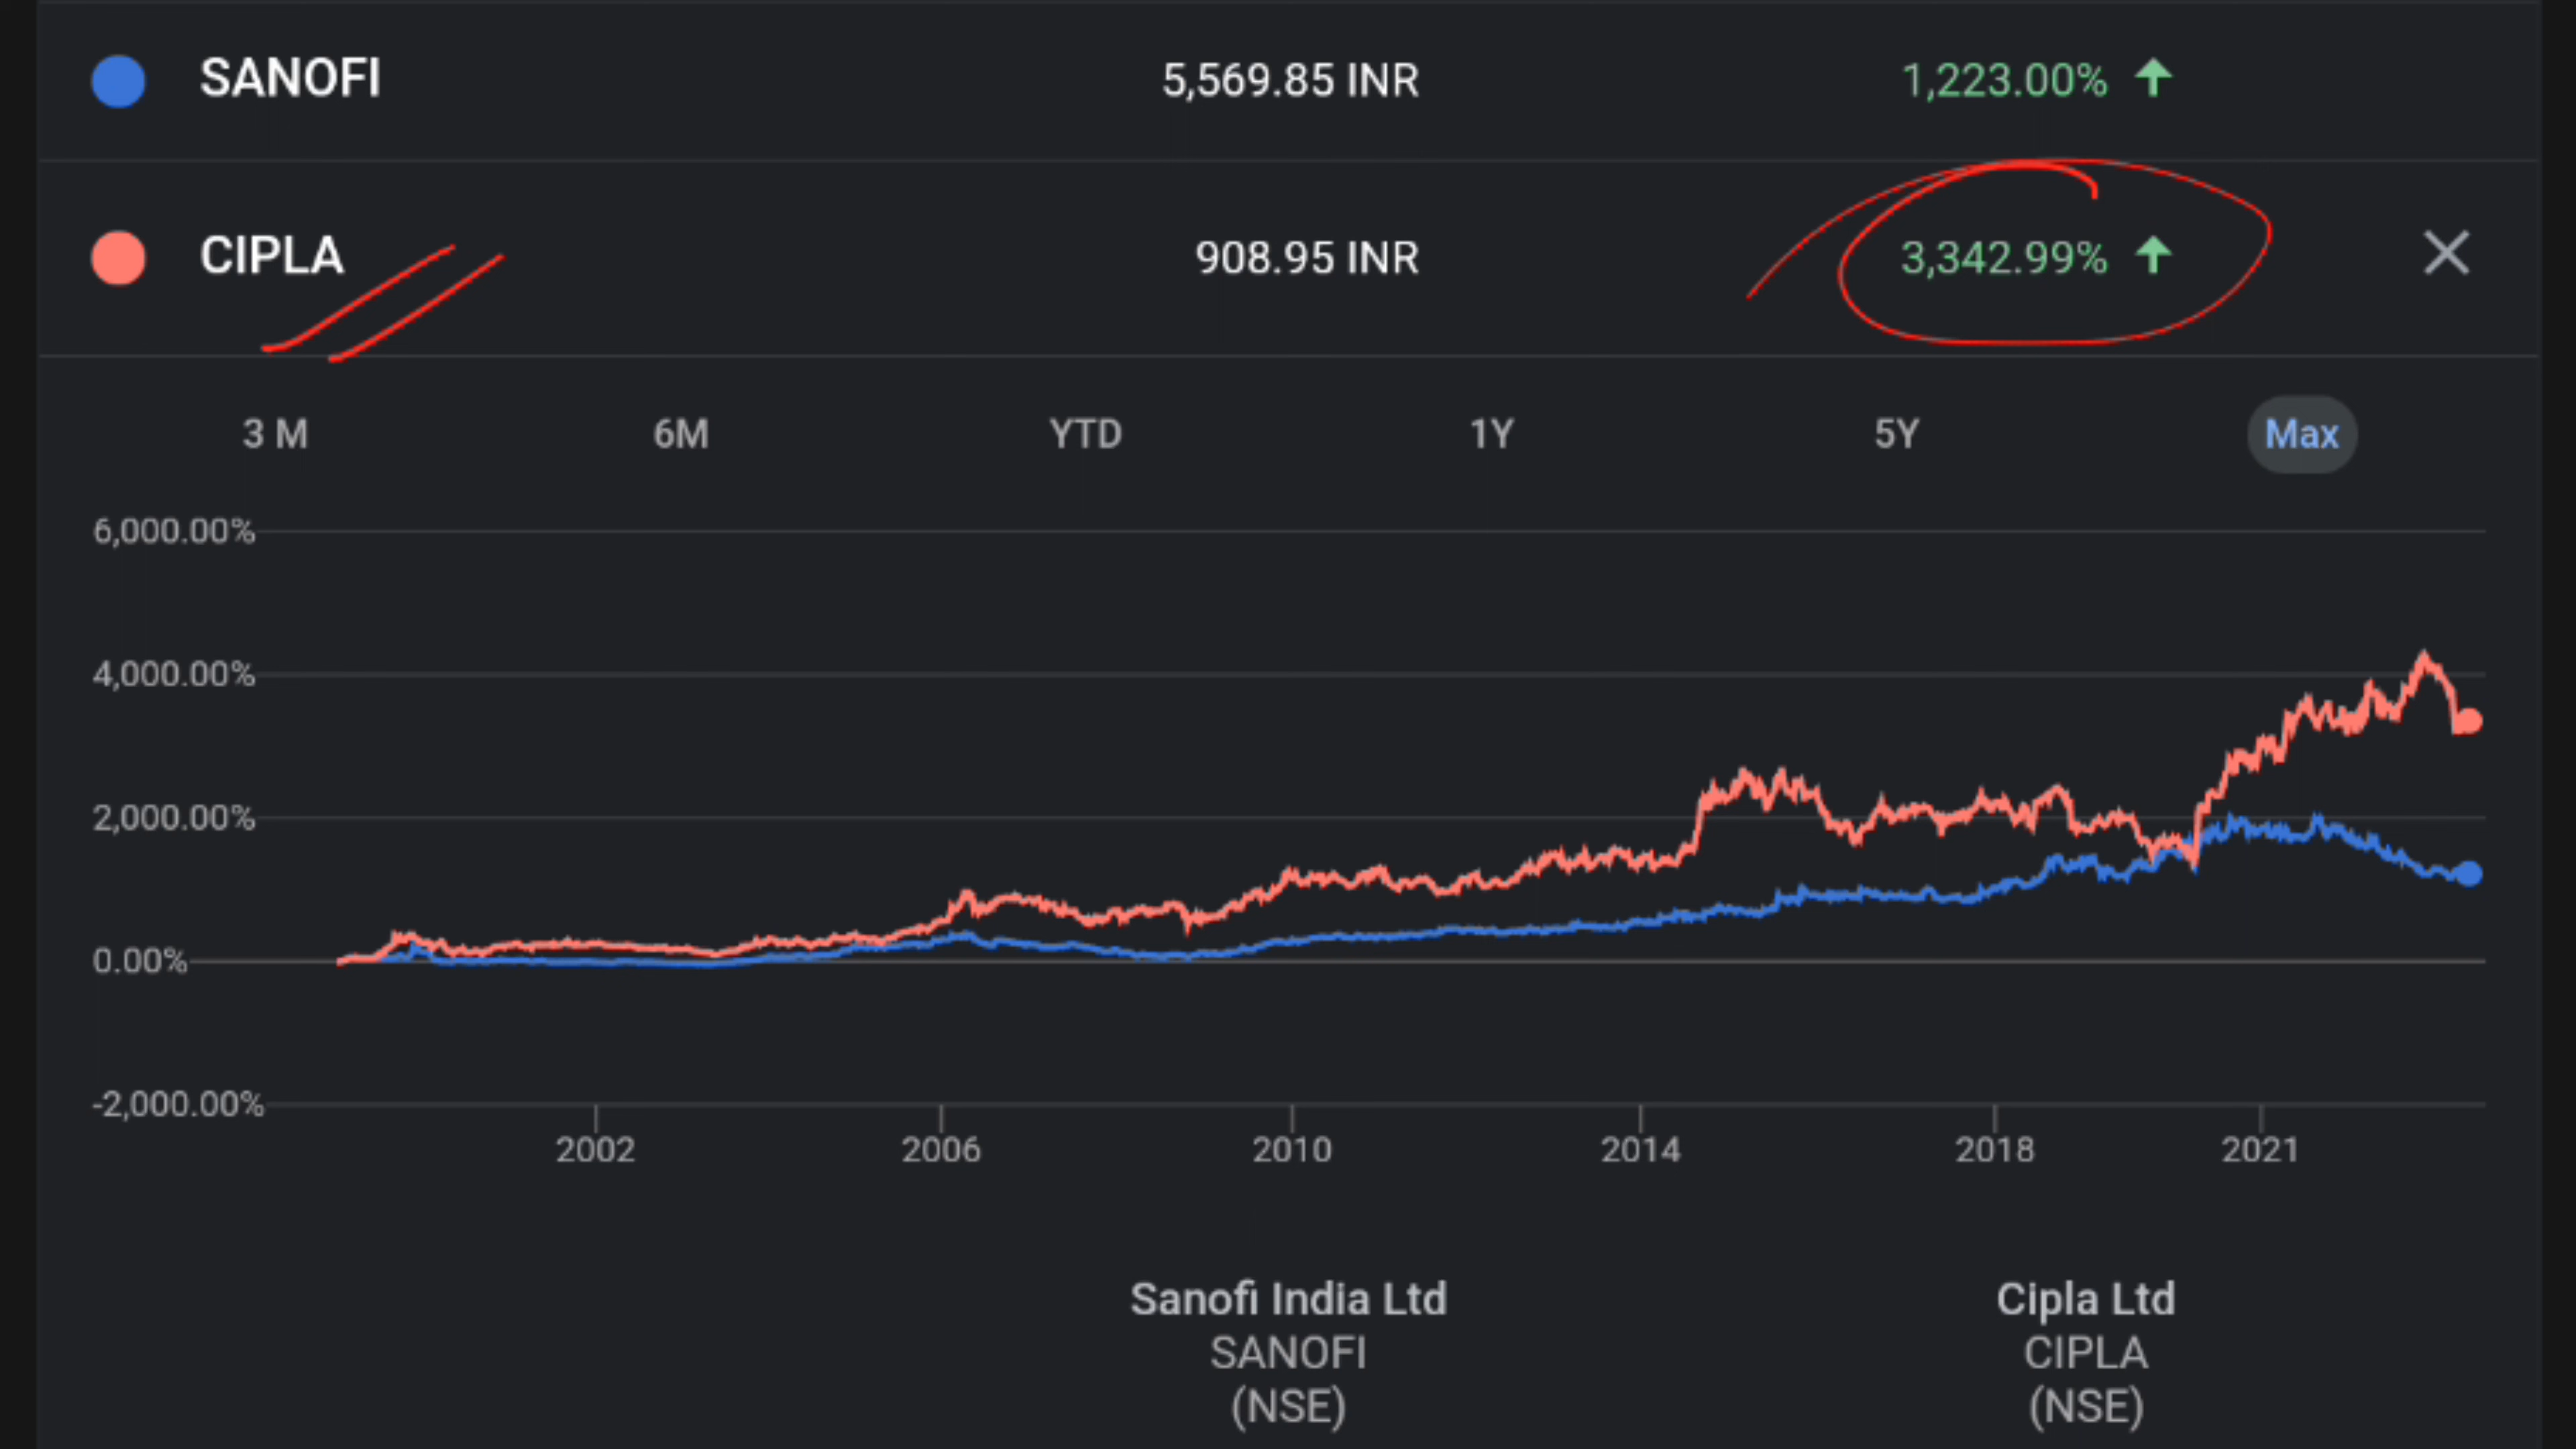 SANOFI 5,569.85 INR 1,223.00%
CIPLA 908.95 INR 3,342.99%
3 M 6M YTD 1Y 5Y Max
6,000.00%
4,000.00%
2,000.00%
0.00%
-2,000.00%
2002 2006 2010 2014 2018 2021
Sanofi India Ltd Cipla Ltd
SANOFI CIPLA
(NSE) (NSE)